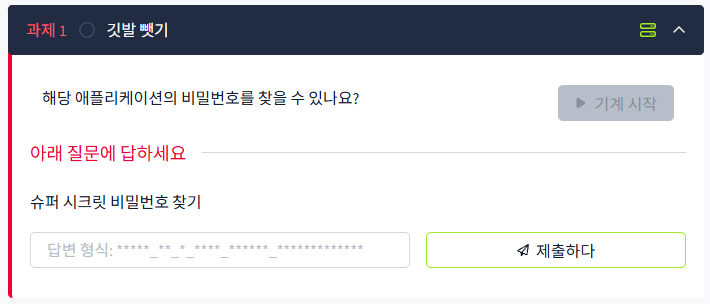 과제 1 깃발 뺏기
해당 애플리케이션의 비밀번호를 찾을 수 있나요?
기계 시작
아래 질문에 답하세요
슈퍼 시크릿 비밀번호 찾기
답변 형식: *****_**_*_****_******_*************
제출하다